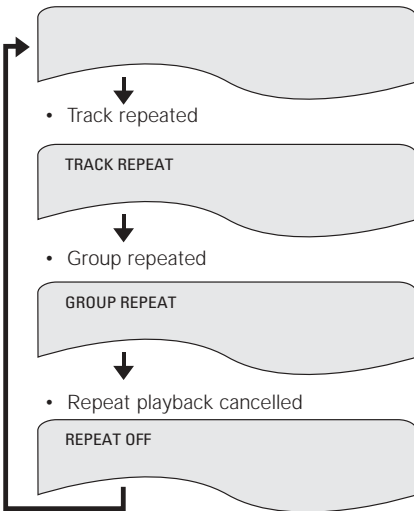 • Track repeated
TRACK REPEAT
• Group repeated
GROUP REPEAT
• Repeat playback cancelled
REPEAT OFF